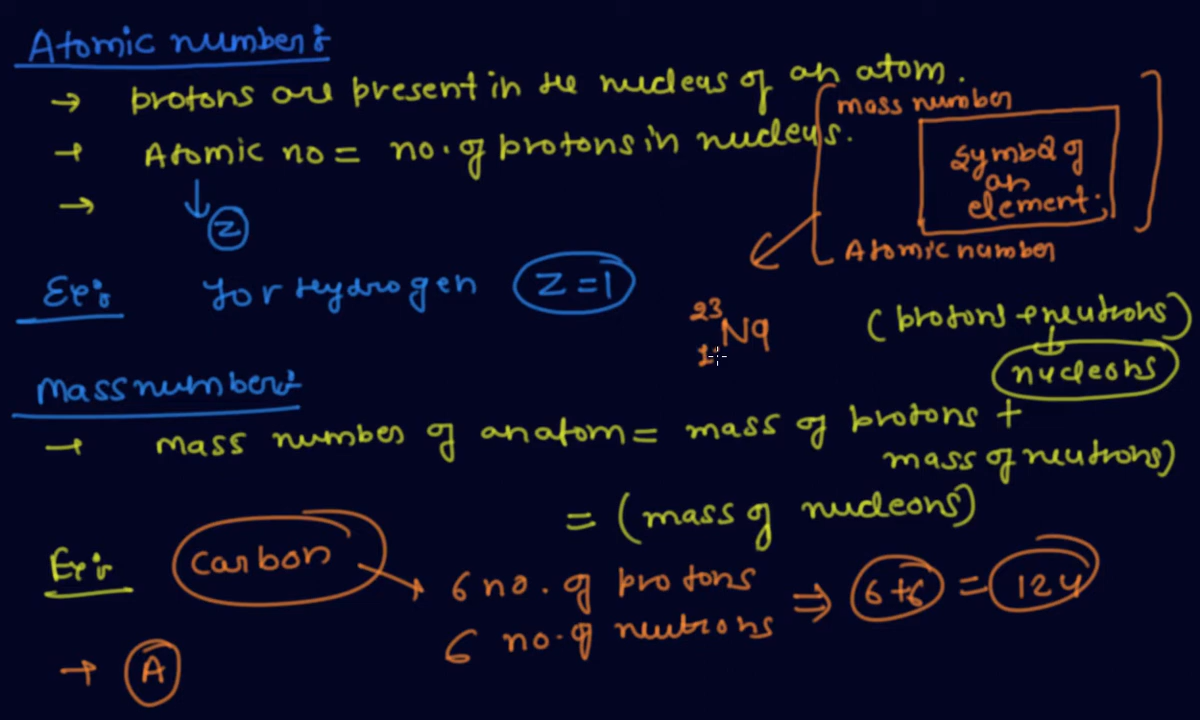 Atomic number:
→ protons are present in the nucleus of an atom.
→ Atomic no = no. of protons in nucleus.
→ ↓ Z
Ex: for Hydrogen Z = 1
mass number
symbol of
an
element.
Atomic number
23
Na
1
(protons + neutrons)
↓
nucleons
Mass number:
→ mass number of an atom = mass of protons +
mass of neutrons)
= (mass of nucleons)
Ex: Carbon → 6 no. of protons
6 no. of neutrons
⇒ 6+6 = 12u
→ A